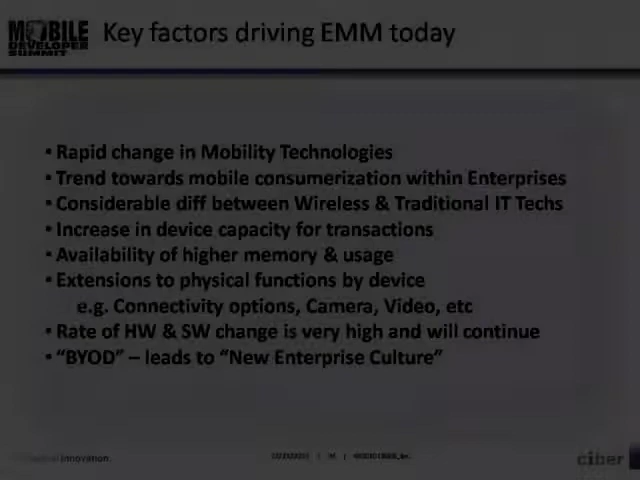 MOBILE
DEVELOPER
SUMMIT
Key factors driving EMM today
• Rapid change in Mobility Technologies
• Trend towards mobile consumerization within Enterprises
• Considerable diff between Wireless & Traditional IT Techs
• Increase in device capacity for transactions
• Availability of higher memory & usage
• Extensions to physical functions by device
e.g. Connectivity options, Camera, Video, etc
• Rate of HW & SW change is very high and will continue
• “BYOD” – leads to “New Enterprise Culture”
innovation.
ciber